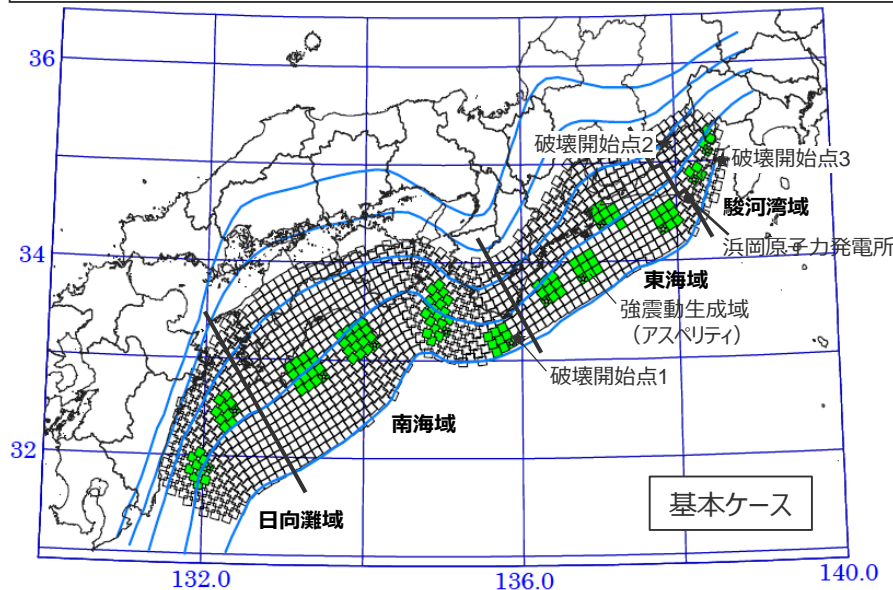 36
破壊開始点2
破壊開始点3
駿河湾域
34
浜岡原子力発電所
東海域
強震動生成域
（アスペリティ）
破壊開始点1
南海域
32
基本ケース
日向灘域
132.0
136.0
140.0